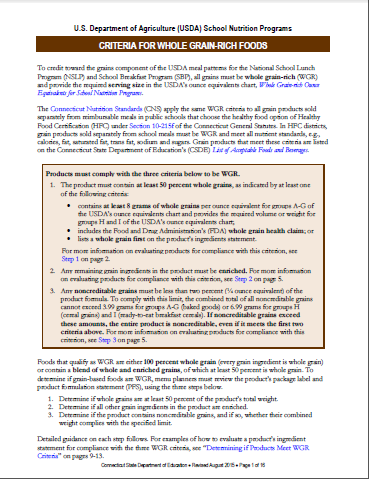 U.S. Department of Agriculture (USDA) School Nutrition Programs
CRITERIA FOR WHOLE GRAIN-RICH FOODS
To credit toward the grains component of the USDA meal patterns for the National School Lunch
Program (NSLP) and School Breakfast Program (SBP), all grains must be whole grain-rich (WGR)
and provide the required serving size in the USDA's ounce equivalents chart, Whole Grain-rich Ounce
Equivalents for School Nutrition Programs.
The Connecticut Nutrition Standards (CNS) apply the same WGR criteria to all grain products sold
separately from reimbursable meals in public schools that choose the healthy food option of Healthy
Food Certification (HFC) under Section 10-215f of the Connecticut General Statutes. In HFC districts,
grain products sold separately from school meals must be WGR and meet all nutrient standards, e.g.,
calories, fat, saturated fat, trans fat, sodium and sugars. Grain products that meet these criteria are listed
on the Connecticut State Department of Education's (CSDE) List of Acceptable Foods and Beverages.
Products must comply with the three criteria below to be WGR.
1. The product must contain at least 50 percent whole grains, as indicated by at least one
of the following criteria:
• contains at least 8 grams of whole grains per ounce equivalent for groups A-G of
the USDA's ounce equivalents chart and provides the required volume or weight for
groups H and I of the USDA's ounce equivalents chart;
• includes the Food and Drug Administration's (FDA) whole grain health claim; or
• lists a whole grain first on the product's ingredients statement.
For more information on evaluating products for compliance with this criterion, see
Step 1 on page 2.
2. Any remaining grain ingredients in the product must be enriched. For more information
on evaluating products for compliance with this criterion, see Step 2 on page 5.
3. Any noncreditable grains must be less than two percent (¼ ounce equivalent) of the
product formula. To comply with this limit, the combined total of all noncreditable grains
cannot exceed 3.99 grams for groups A-G (baked goods) or 6.99 grams for groups H
(cereal grains) and I (ready-to-eat breakfast cereals). If noncreditable grains exceed
these amounts, the entire product is noncreditable, even if it meets the first two
criteria above. For more information on evaluating products for compliance with this
criterion, see Step 3 on page 5.
Foods that qualify as WGR are either 100 percent whole grain (every grain ingredient is whole grain)
or contain a blend of whole and enriched grains, of which at least 50 percent is whole grain. To
determine if grain-based foods are WGR, menu planners must review the product's package label and
product formulation statement (PFS), using the three steps below.
1. Determine if whole grains are at least 50 percent of the product's total weight.
2. Determine if all other grain ingredients in the product are enriched.
3. Determine if the product contains noncreditable grains, and if so, whether their combined
weight complies with the specified limit.
Detailed guidance on each step follows. For examples of how to evaluate a product's ingredient
statement for compliance with the three WGR criteria, see "Determining if Products Meet WGR
Criteria" on pages 9-13.
Connecticut State Department of Education • Revised August 2015 • Page 1 of 16